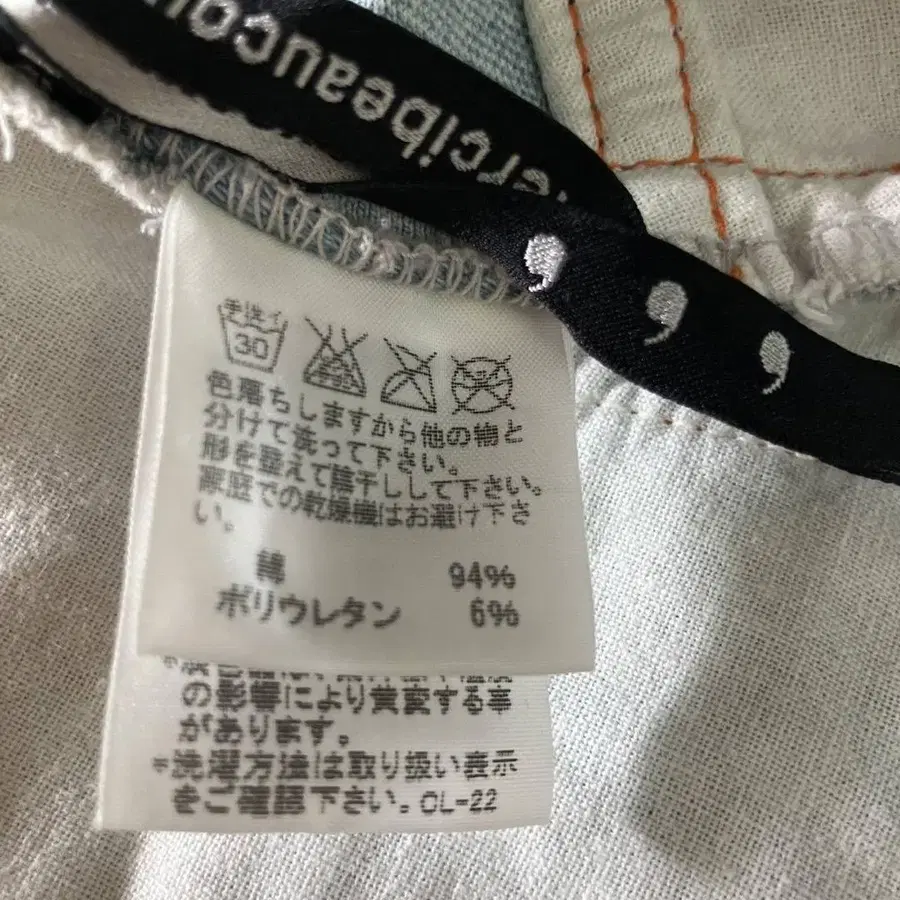 ercibeaucou
手洗イ
30
色落ちしますから他の物と
分けて洗って下さい。
形を整えて陰干しして下さい。
家庭での乾燥機はお避け下さ
い。
綿 94%
ポリウレタン 6%
の影響により黄変する事
があります。
*洗濯方法は取り扱い表示
をご確認下さい。CL-22